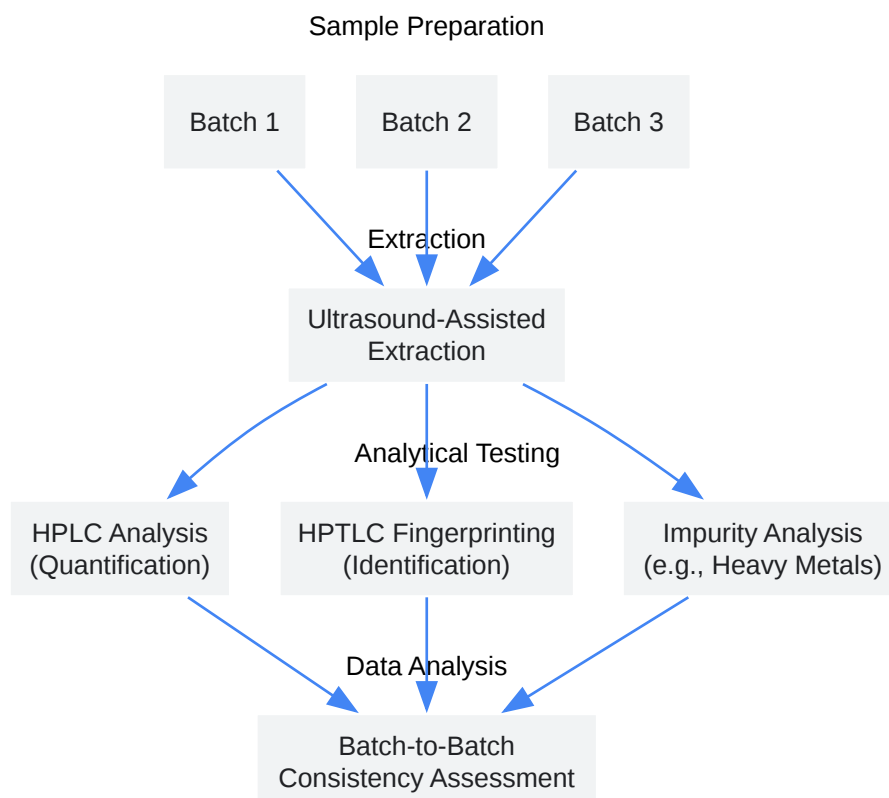 Sample Preparation
Batch 1
Batch 2
Batch 3
Extraction
Ultrasound-Assisted
Extraction
Analytical Testing
HPLC Analysis
(Quantification)
HPTLC Fingerprinting
(Identification)
Impurity Analysis
(e.g., Heavy Metals)
Data Analysis
Batch-to-Batch
Consistency Assessment